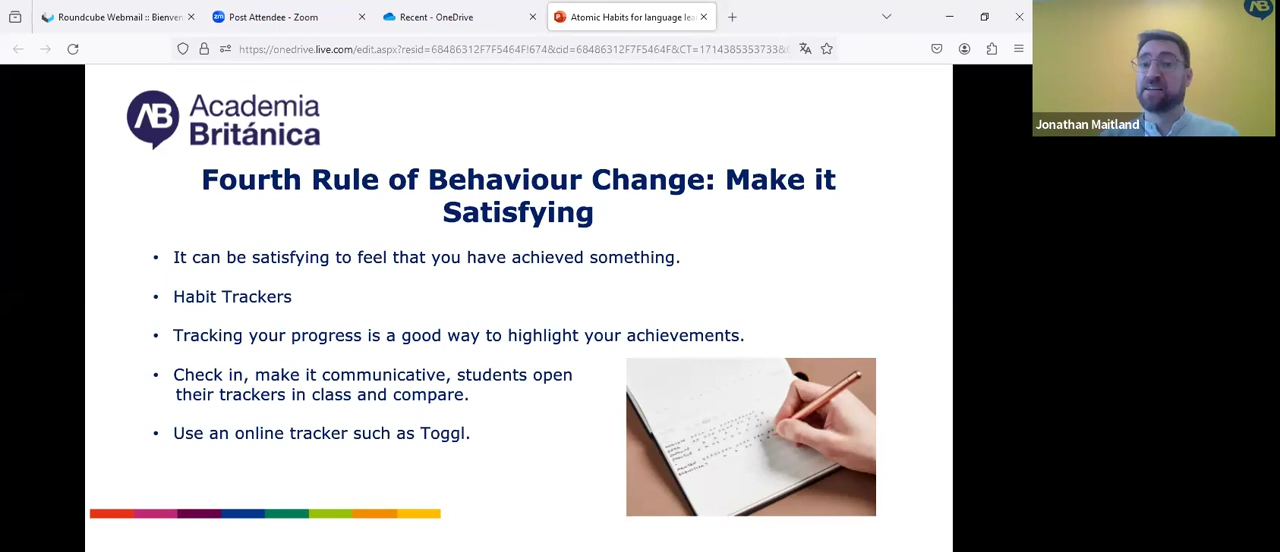 Roundcube Webmail :: Bienven
Post Attendee - Zoom
Recent - OneDrive
Atomic Habits for language lea
https://onedrive.live.com/edit.aspx?resid=68486312F7F5464F!674&cid=68486312F7F5464F&CT=1714385353733&
AB
Jonathan Maitland
AB Academia
Británica
Fourth Rule of Behaviour Change: Make it
Satisfying
• It can be satisfying to feel that you have achieved something.
• Habit Trackers
• Tracking your progress is a good way to highlight your achievements.
• Check in, make it communicative, students open
their trackers in class and compare.
• Use an online tracker such as Toggl.